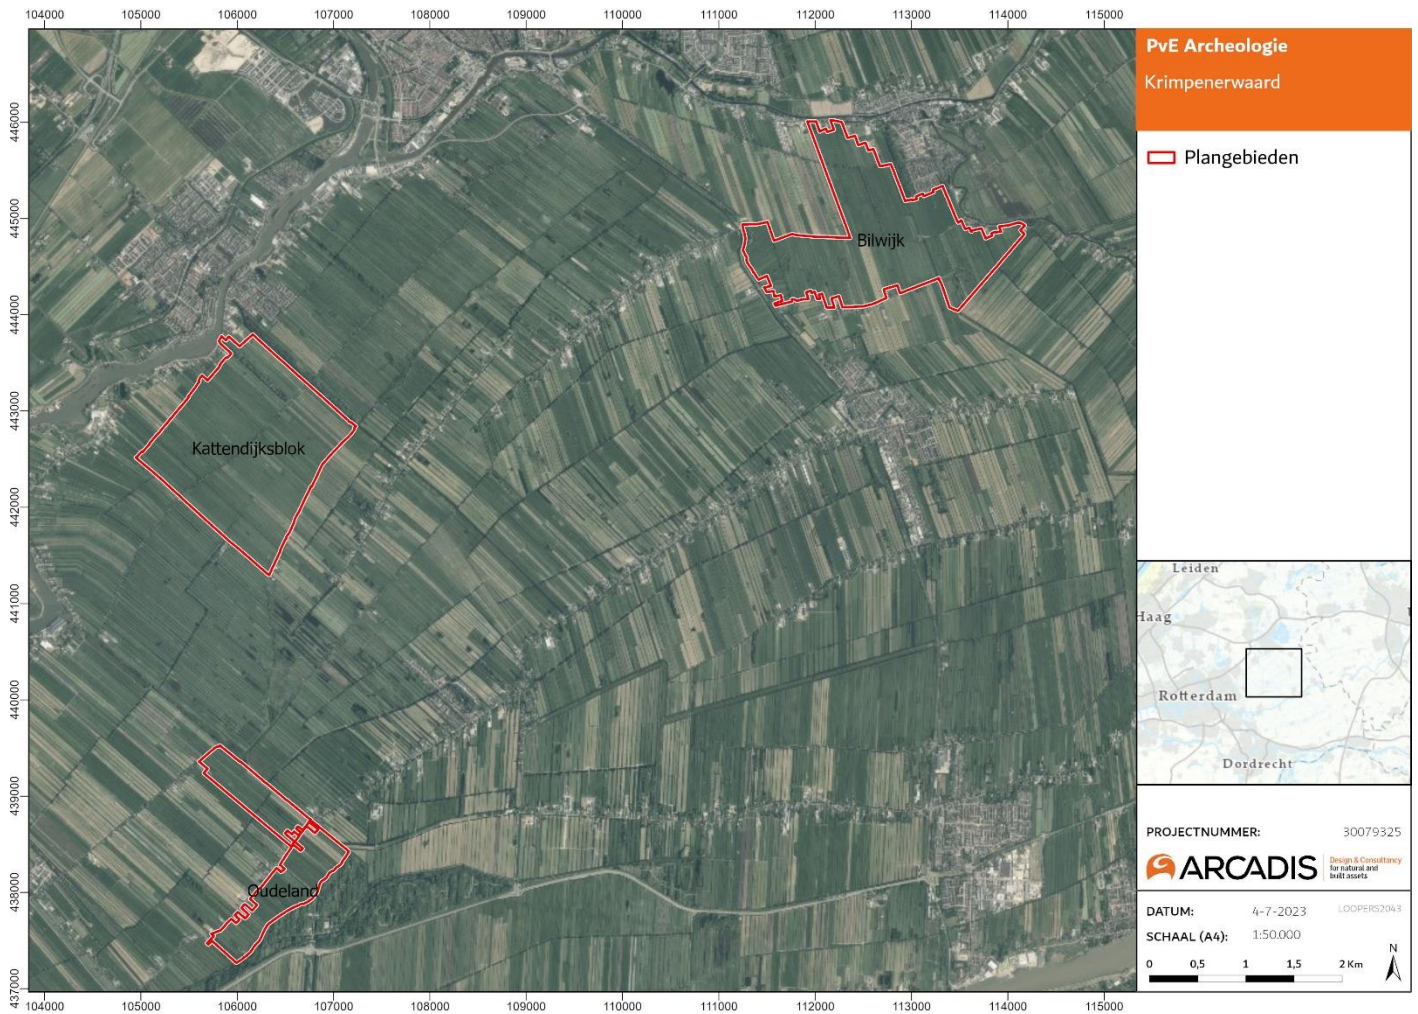 104000 105000 106000 107000 108000 109000 110000 111000 112000 113000 114000 115000
446000
445000
444000
443000
442000
441000
440000
439000
438000
437000
Bilwijk
Kattendijksblok
Oudeland
104000 105000 106000 107000 108000 109000 110000 111000 112000 113000 114000 115000
PvE Archeologie
Krimpenerwaard
Plangebieden
Leiden
Haag
Rotterdam
Dordrecht
PROJECTNUMMER: 30079325
ARCADIS
Design & Consultancy
for natural and
built assets
DATUM: 4-7-2023 LOOPERS2043
SCHAAL (A4): 1:50.000
N
0 0,5 1 1,5 2 Km